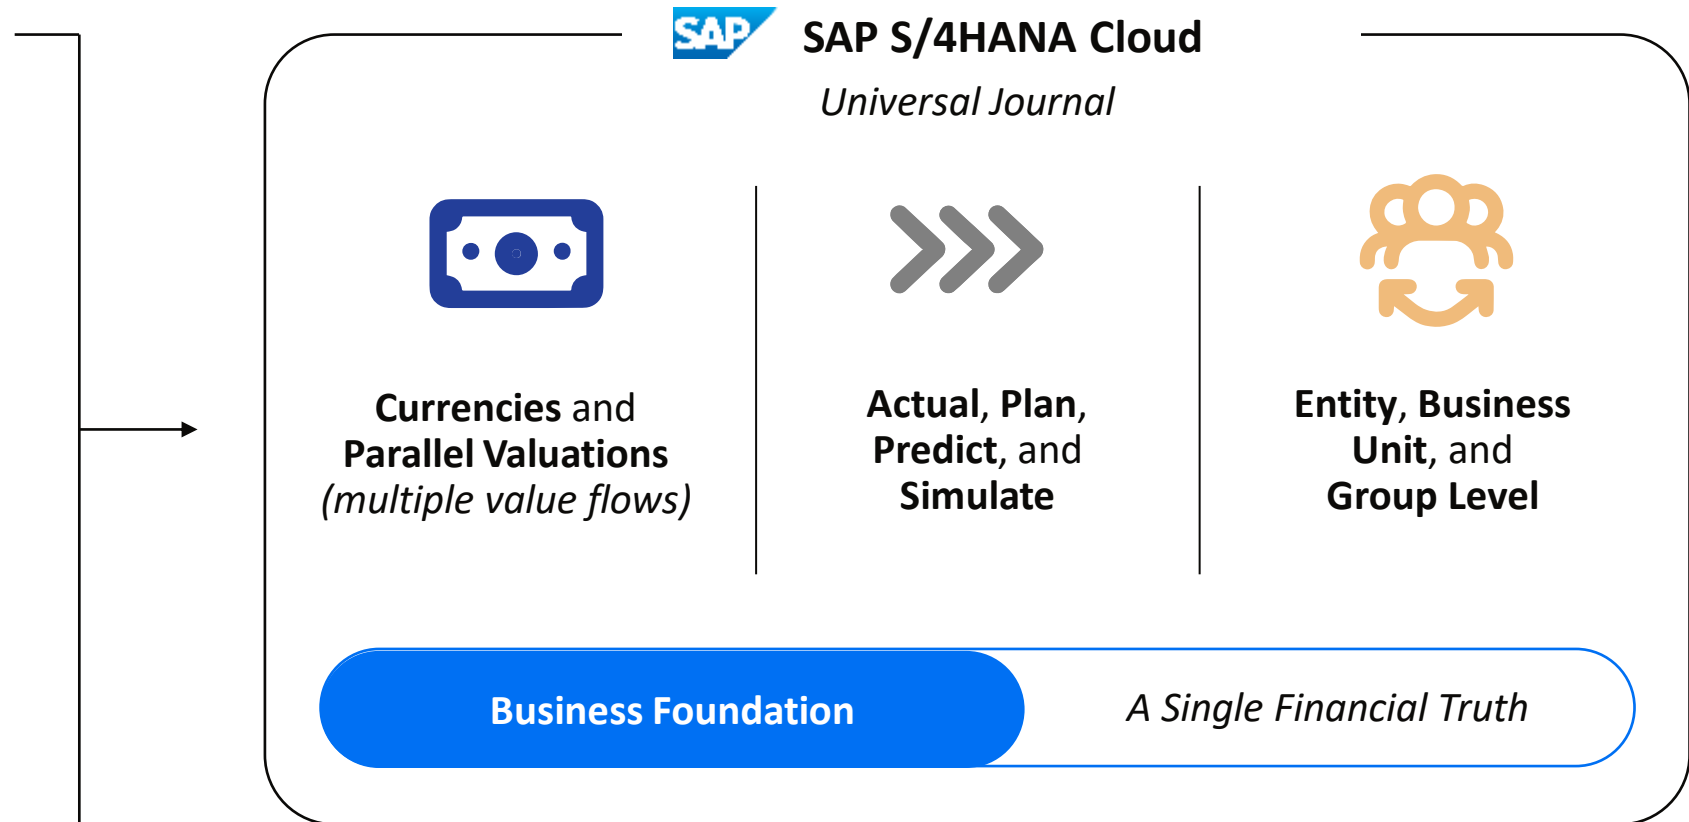 SAP SAP S/4HANA Cloud
Universal Journal
Currencies and
Parallel Valuations
(multiple value flows)
Actual, Plan,
Predict, and
Simulate
Entity, Business
Unit, and
Group Level
Business Foundation
A Single Financial Truth